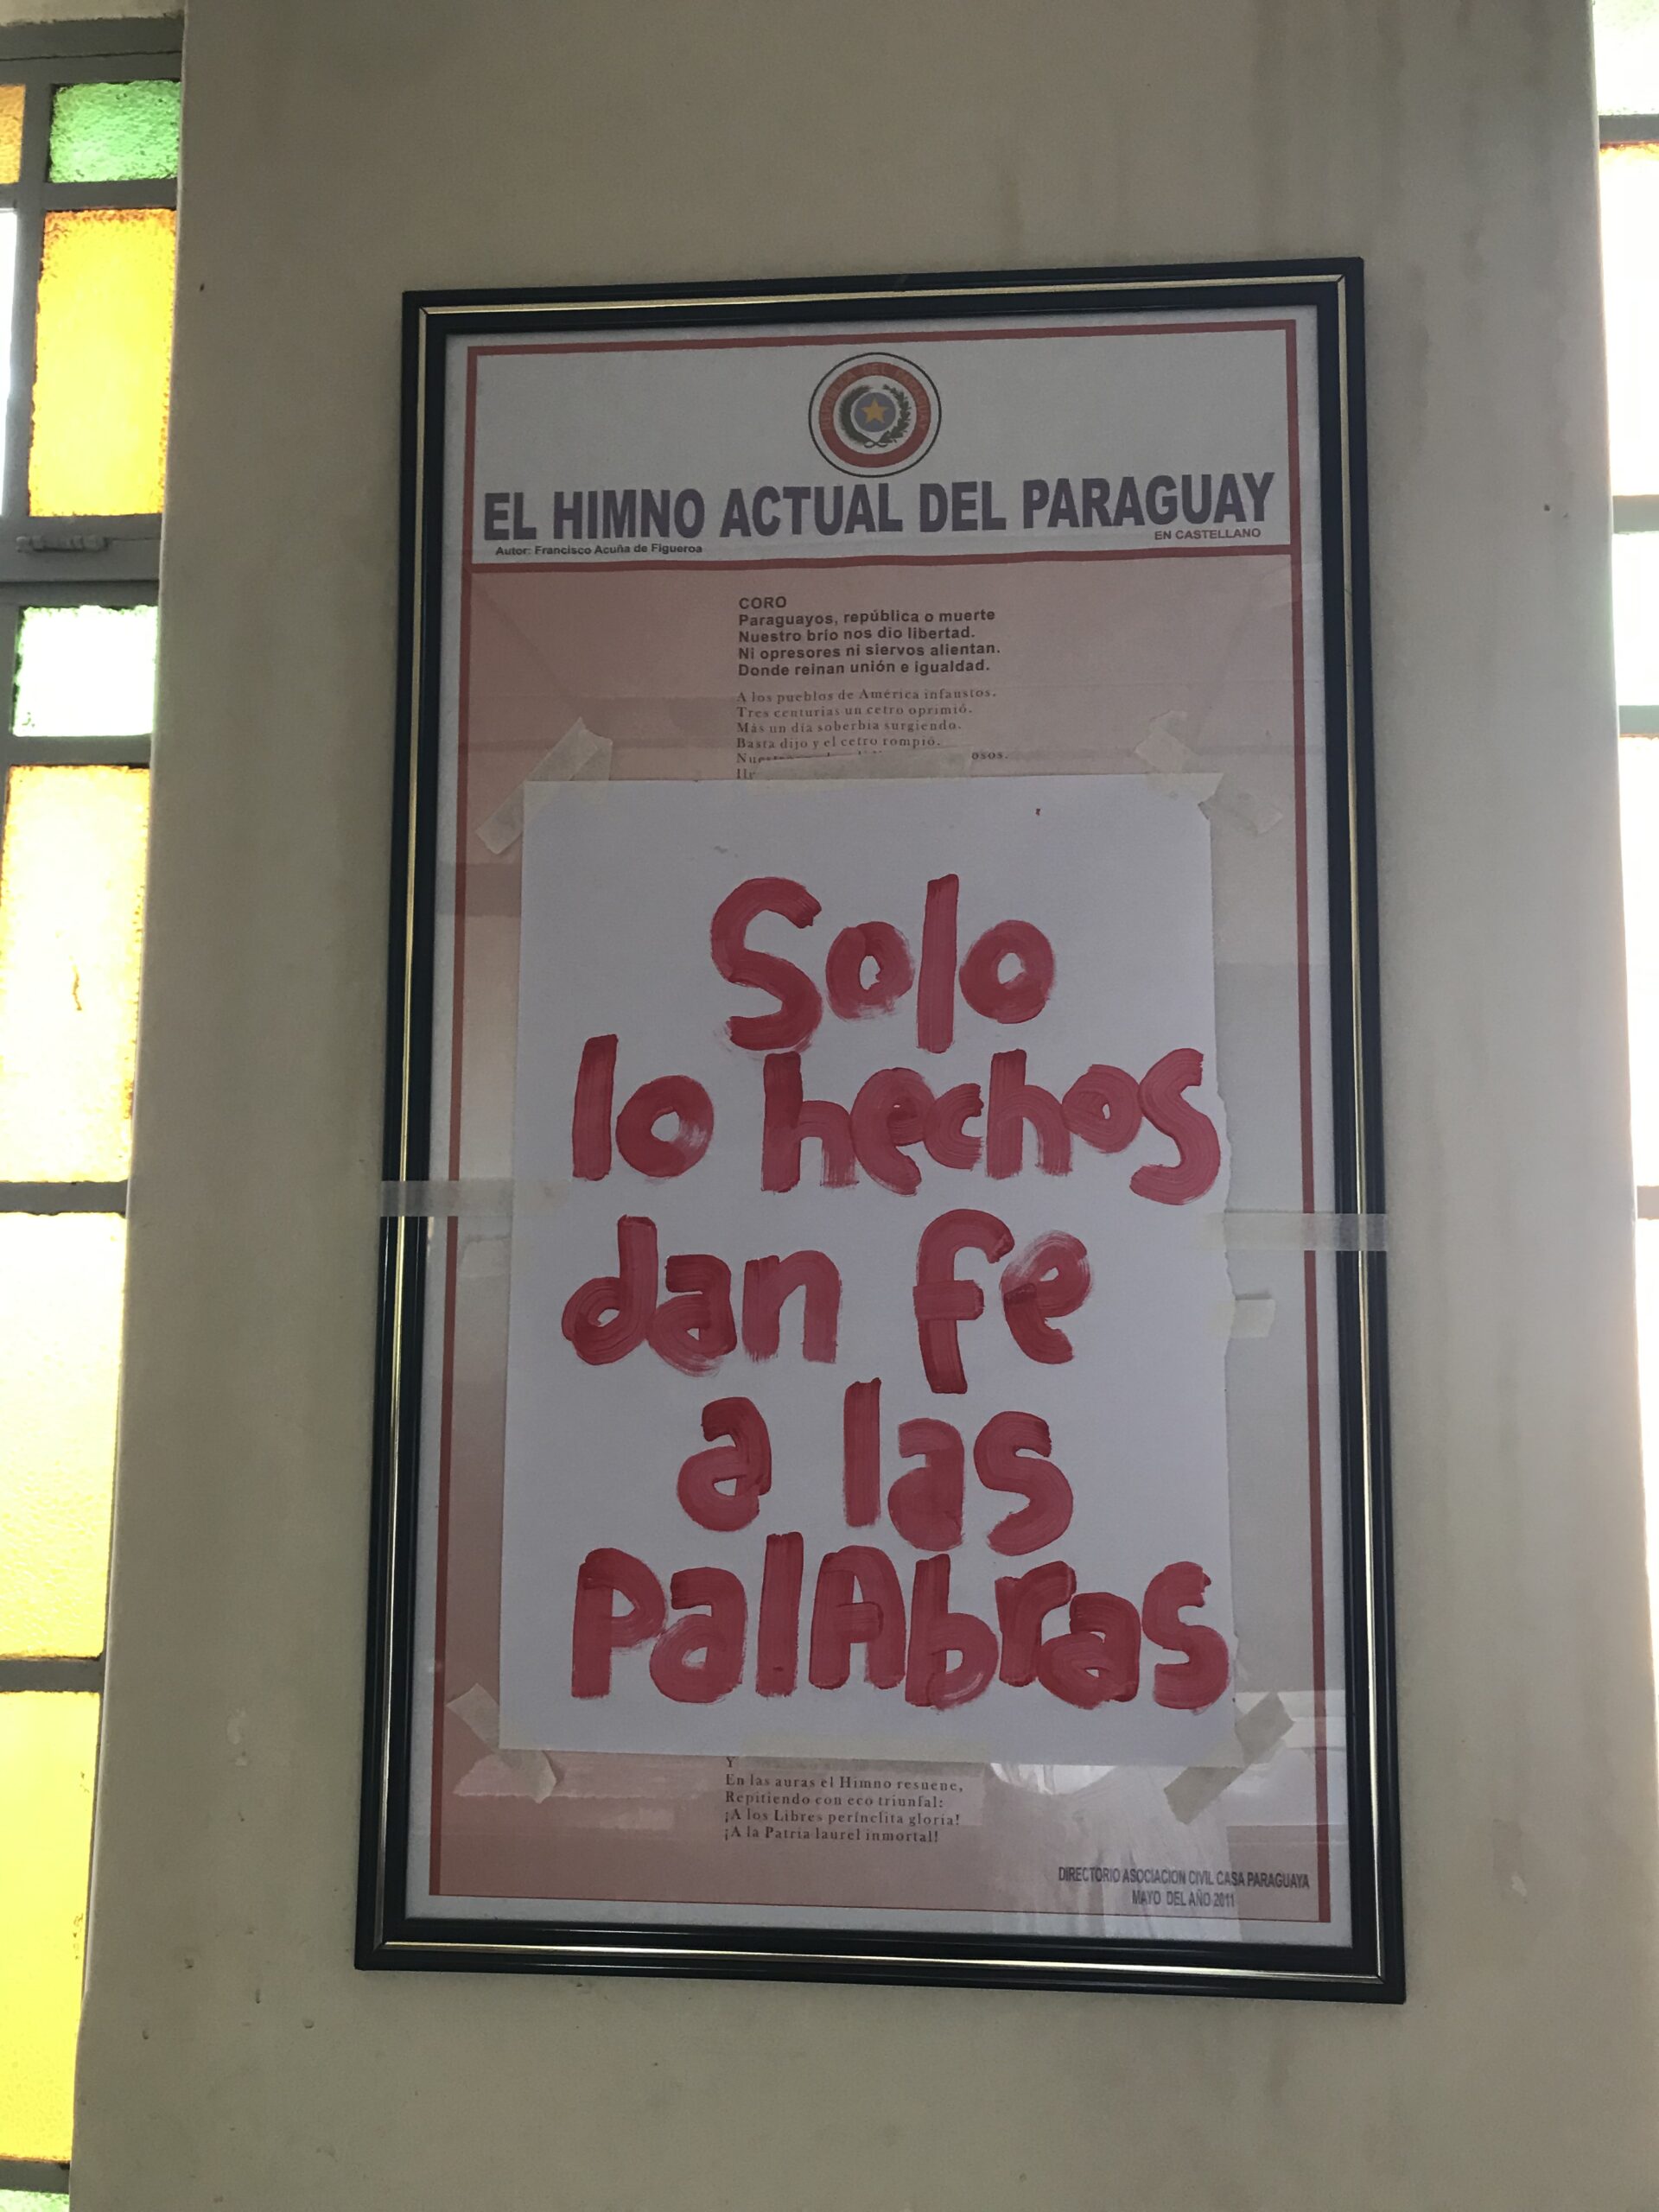 REPUBLICA DEL PARAGUAY
EL HIMNO ACTUAL DEL PARAGUAY
Autor: Francisco Acuña de Figueroa
EN CASTELLANO
CORO
Paraguayos, república o muerte
Nuestro brio nos dio libertad.
Ni opresores ni siervos alientan.
Donde reinan unión e igualdad.
A los pueblos de América infaustos.
Tres centurias un cetro oprimió.
Más un día soberbia surgiendo.
Basta dijo y el cetro rompió.
Solo
lo hechos
dan fe
a las
PalAbras
Y
En las auras el Himno resuene,
Repitiendo con eco triunfal:
¡A los Libres perínclita gloria!
¡A la Patria laurel inmortal!
DIRECTORIO ASOCIACION CIVIL CASA PARAGUAYA
MAYO DEL AÑO 2011